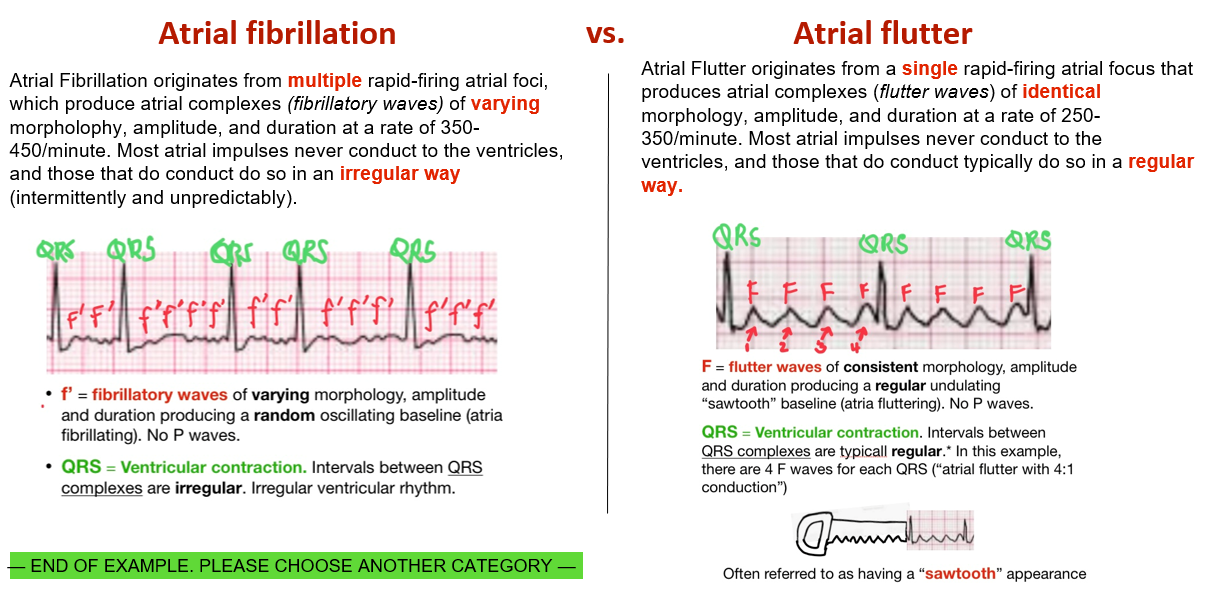 Atrial fibrillation
vs.
Atrial flutter
Atrial Fibrillation originates from multiple rapid-firing atrial foci,
which produce atrial complexes (fibrillatory waves) of varying
morpholophy, amplitude, and duration at a rate of 350-
450/minute. Most atrial impulses never conduct to the ventricles,
and those that do conduct do so in an irregular way
(intermittently and unpredictably).
QRS QRS QRS QRS QRS
f' f' f' f' f' f' f' f' f' f' f' f' f' f'
• f' = fibrillatory waves of varying morphology, amplitude
and duration producing a random oscillating baseline (atria
fibrillating). No P waves.
• QRS = Ventricular contraction. Intervals between QRS
complexes are irregular. Irregular ventricular rhythm.
— END OF EXAMPLE. PLEASE CHOOSE ANOTHER CATEGORY —
Atrial Flutter originates from a single rapid-firing atrial focus that
produces atrial complexes (flutter waves) of identical
morphology, amplitude, and duration at a rate of 250-
350/minute. Most atrial impulses never conduct to the
ventricles, and those that do conduct typically do so in a regular
way.
QRS QRS QRS
F F F F F F F F
1 2 3 4
F = flutter waves of consistent morphology, amplitude
and duration producing a regular undulating
“sawtooth” baseline (atria fluttering). No P waves.
QRS = Ventricular contraction. Intervals between
QRS complexes are typicall regular.* In this example,
there are 4 F waves for each QRS (“atrial flutter with 4:1
conduction”)
Often referred to as having a “sawtooth” appearance